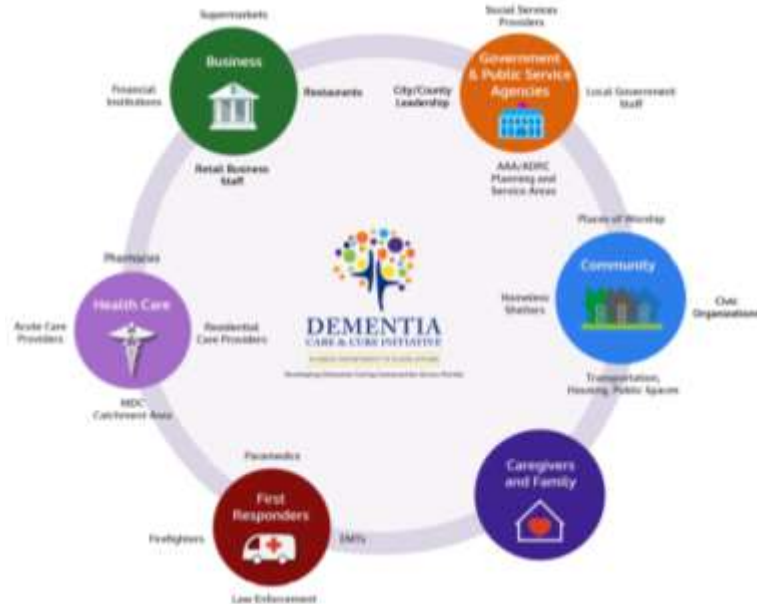 Supermarkets
Business
Financial
Institutions
Restaurants
Retail Business
Staff
Social Services
Providers
Government
& Public Service
Agencies
City/County
Leadership
Local Government
Staff
AAA/ADRC
Planning and
Service Areas
Places of Worship
Community
Homeless
Shelters
Civic
Organizations
Transportation,
Housing, Public Spaces
Pharmacies
Health Care
Acute Care
Providers
Residential
Care Providers
MDC
Catchment Area
DEMENTIA
CARE & CURE INITIATIVE
Caregivers
and Family
Paramedics
First
Responders
Firefighters
EMTs
Law Enforcement